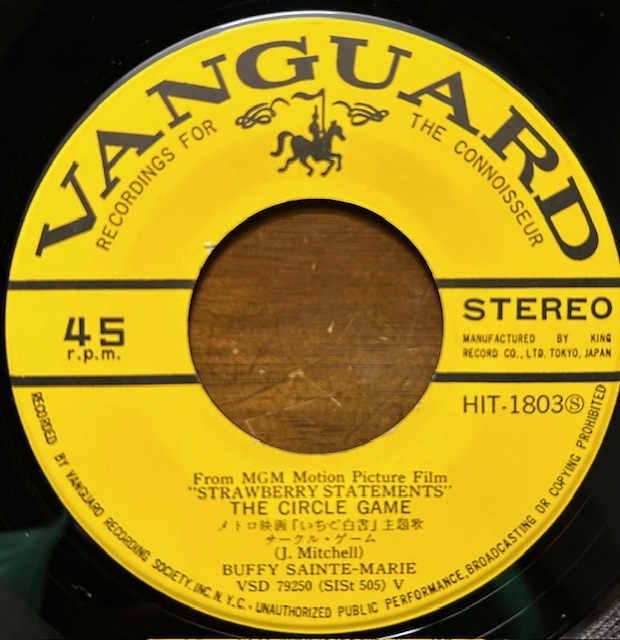 VANGUARD
RECORDINGS FOR THE CONNOISSEUR
45
r.p.m.
STEREO
MANUFACTURED BY KING
RECORD CO., LTD. TOKYO, JAPAN
HIT-1803Ⓢ
From MGM Motion Picture Film
"STRAWBERRY STATEMENTS"
THE CIRCLE GAME
メトロ映画「いちご白書」主題歌
サークル・ゲーム
(J. Mitchell)
BUFFY SAINTE-MARIE
VSD 79250 (SISt 505) V
RECORDED BY VANGUARD RECORDING SOCIETY, INC. N.Y.C. · UNAUTHORIZED PUBLIC PERFORMANCE, BROADCASTING OR COPYING PROHIBITED